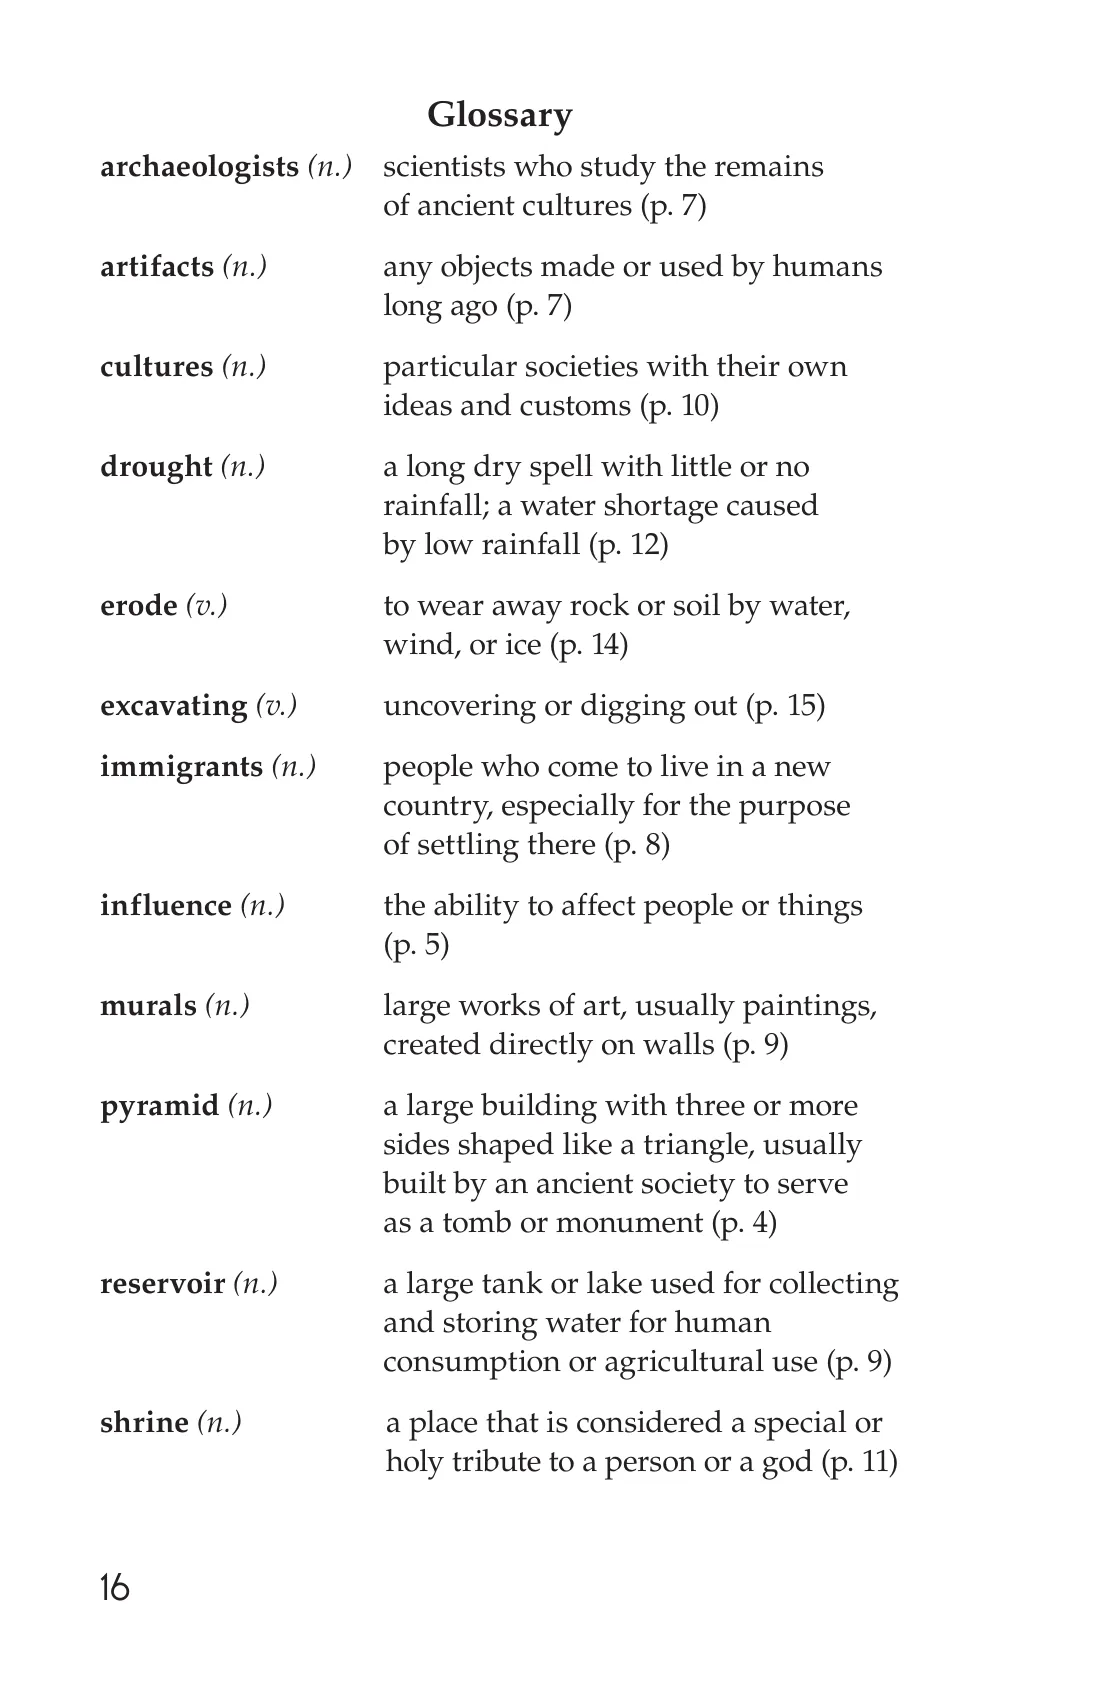 Glossary
archaeologists (n.) scientists who study the remains
of ancient cultures (p. 7)
artifacts (n.) any objects made or used by humans
long ago (p. 7)
cultures (n.) particular societies with their own
ideas and customs (p. 10)
drought (n.) a long dry spell with little or no
rainfall; a water shortage caused
by low rainfall (p. 12)
erode (v.) to wear away rock or soil by water,
wind, or ice (p. 14)
excavating (v.) uncovering or digging out (p. 15)
immigrants (n.) people who come to live in a new
country, especially for the purpose
of settling there (p. 8)
influence (n.) the ability to affect people or things
(p. 5)
murals (n.) large works of art, usually paintings,
created directly on walls (p. 9)
pyramid (n.) a large building with three or more
sides shaped like a triangle, usually
built by an ancient society to serve
as a tomb or monument (p. 4)
reservoir (n.) a large tank or lake used for collecting
and storing water for human
consumption or agricultural use (p. 9)
shrine (n.) a place that is considered a special or
holy tribute to a person or a god (p. 11)
16